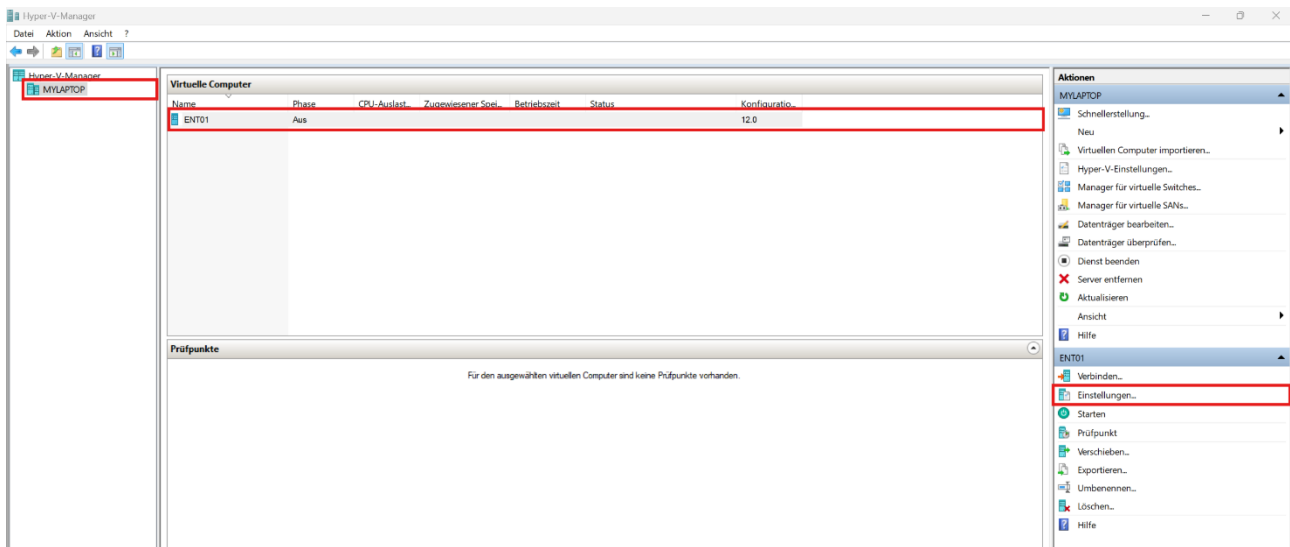 Hyper-V-Manager
Datei Aktion Ansicht ?
Hyper-V-Manager
MYLAPTOP
Virtuelle Computer
Name Phase CPU-Auslast... Zugewiesener Spei... Betriebszeit Status Konfiguratio...
ENT01 Aus 12.0
Prüfpunkte
Für den ausgewählten virtuellen Computer sind keine Prüfpunkte vorhanden.
Aktionen
MYLAPTOP
Schnellerstellung...
Neu
Virtuellen Computer importieren...
Hyper-V-Einstellungen...
Manager für virtuelle Switches...
Manager für virtuelle SANs...
Datenträger bearbeiten...
Datenträger überprüfen...
Dienst beenden
Server entfernen
Aktualisieren
Ansicht
Hilfe
ENT01
Verbinden...
Einstellungen...
Starten
Prüfpunkt
Verschieben...
Exportieren...
Umbenennen...
Löschen...
Hilfe